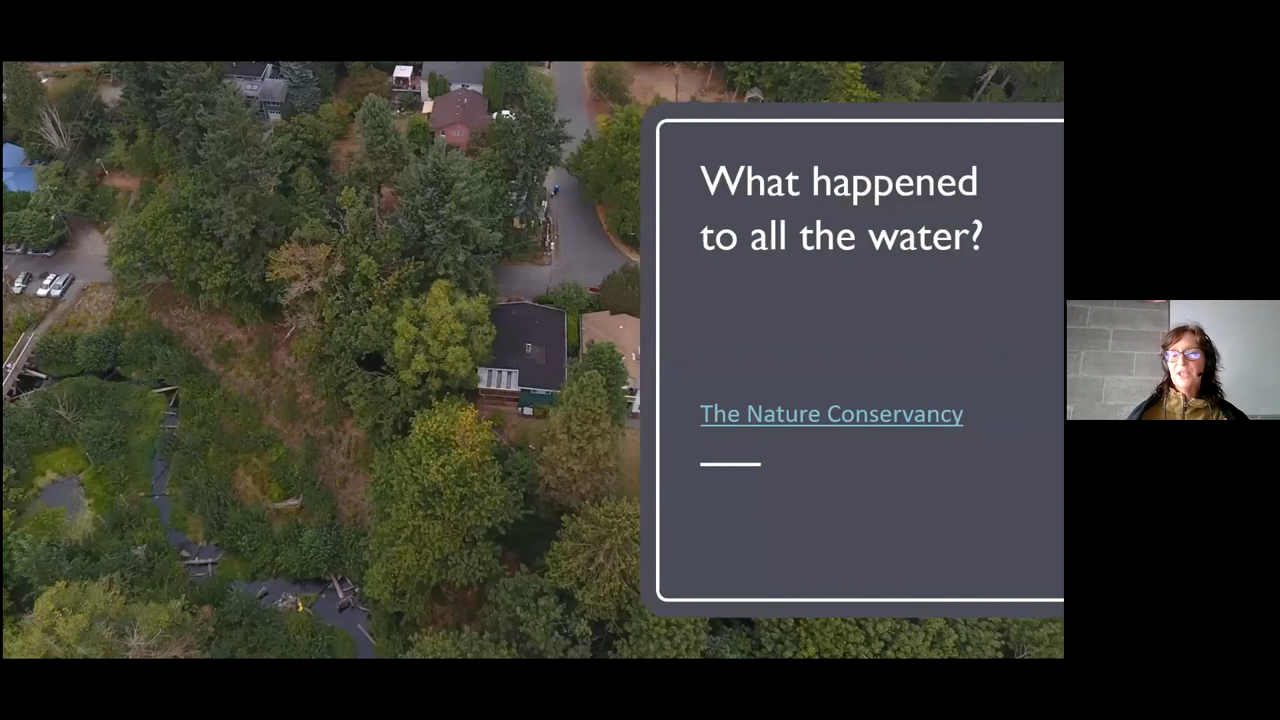 What happened
to all the water?
The Nature Conservancy